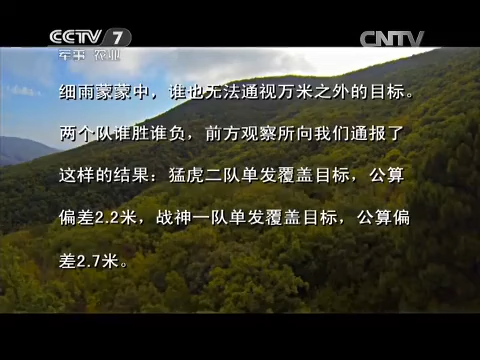 CCTV 7
CNTV
军事 农业
细雨蒙蒙中，谁也无法通视万米之外的目标。
两个队谁胜谁负，前方观察所向我们通报了
这样的结果：猛虎二队单发覆盖目标，公算
偏差2.2米，战神一队单发覆盖目标，公算偏
差2.7米。